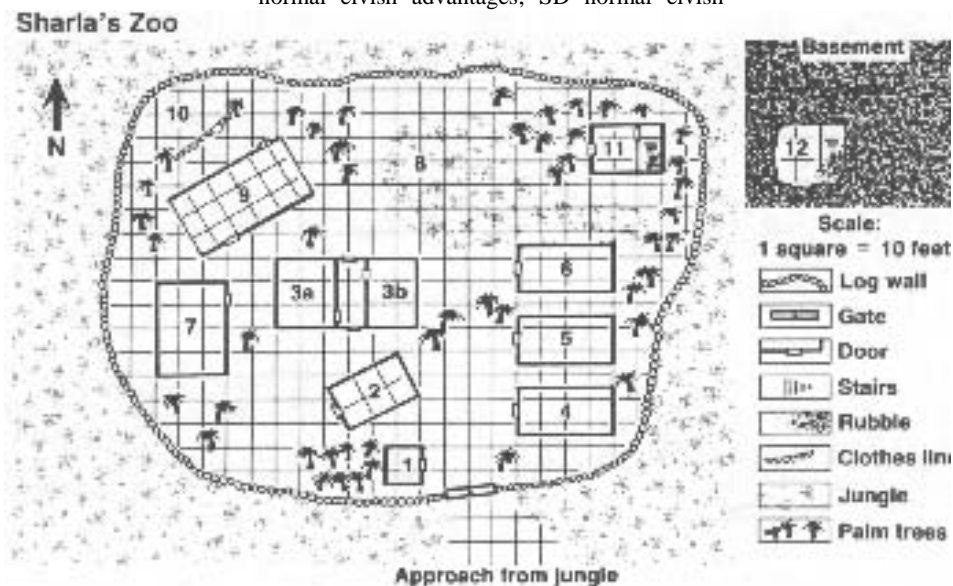 normal elvish advantages; SD normal elvish
Sharla's Zoo
Basement
N
10
9
8
11
12
3a
3b
7
6
5
4
2
1
Scale:
1 square = 10 feet
Log wall
Gate
Door
Stairs
Rubble
Clothes line
Jungle
Palm trees
Approach from jungle